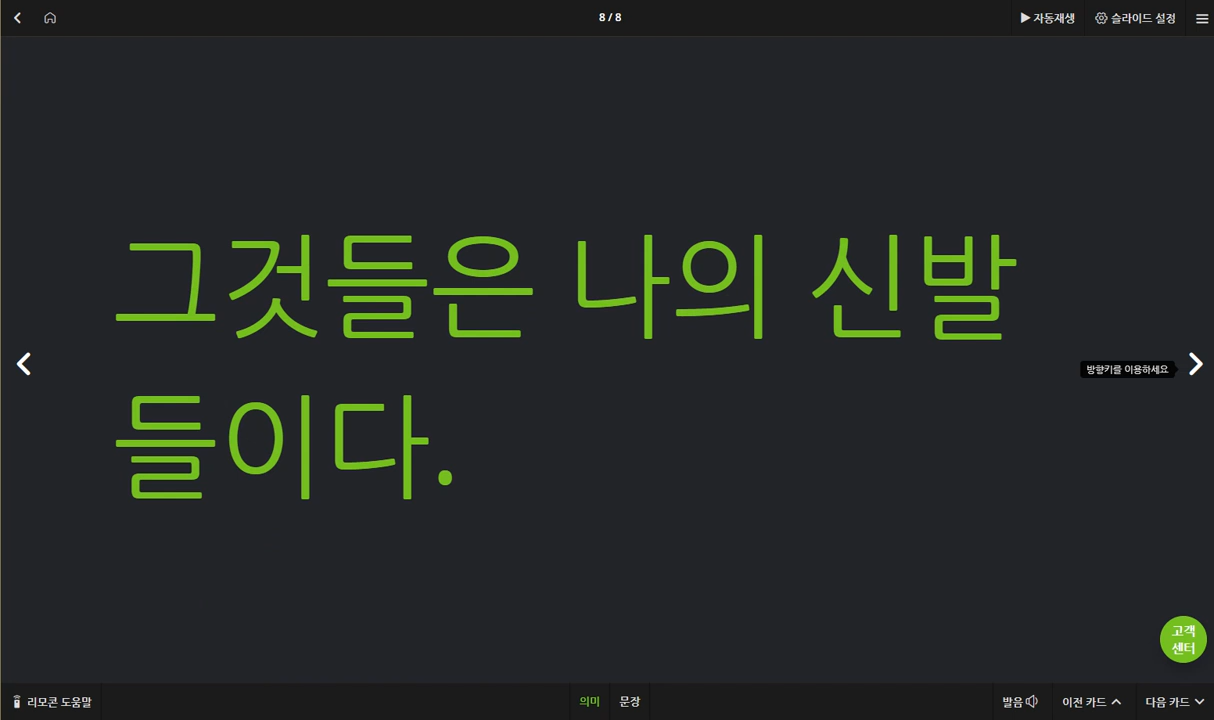 8 / 8
자동재생
슬라이드 설정
그것들은 나의 신발
들이다.
방향키를 이용하세요
고객
센터
리모콘 도움말
의미
문장
발음
이전 카드
다음 카드